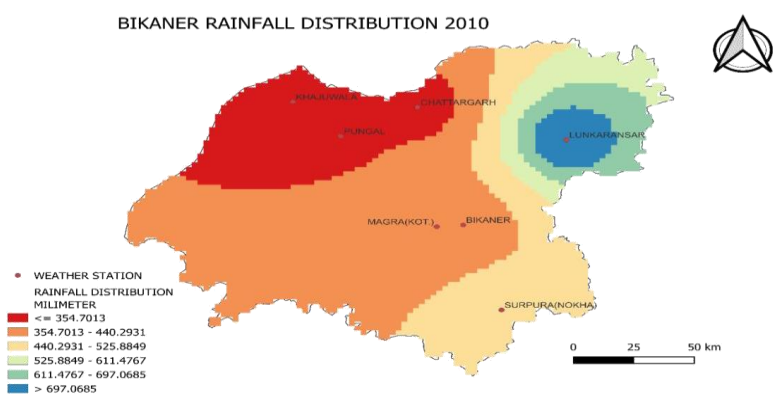 BIKANER RAINFALL DISTRIBUTION 2010
KHAJUWALA
CHATTARGARH
PUNGAL
LUNKARANSAR
MAGRA(KOT.)
BIKANER
SURPURA(NOKHA)
WEATHER STATION
RAINFALL DISTRIBUTION
MILIMETER
<= 354.7013
354.7013 - 440.2931
440.2931 - 525.8849
525.8849 - 611.4767
611.4767 - 697.0685
> 697.0685
0 25 50 km